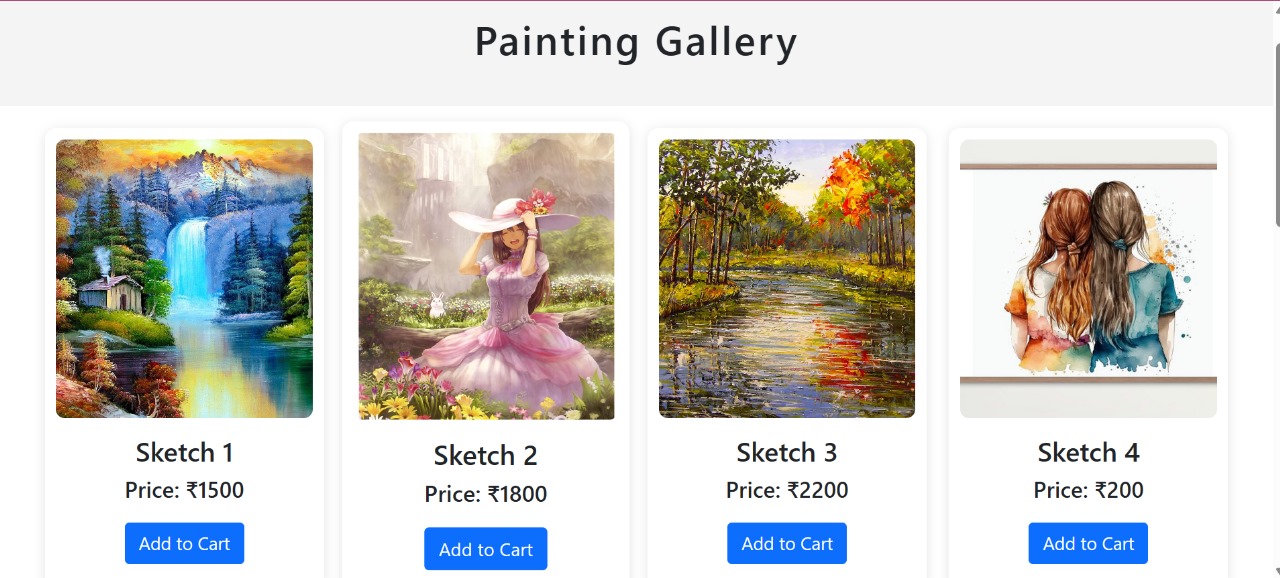 Painting Gallery
Sketch 1
Price: ₹1500
Add to Cart
Sketch 2
Price: ₹1800
Add to Cart
Sketch 3
Price: ₹2200
Add to Cart
Sketch 4
Price: ₹200
Add to Cart